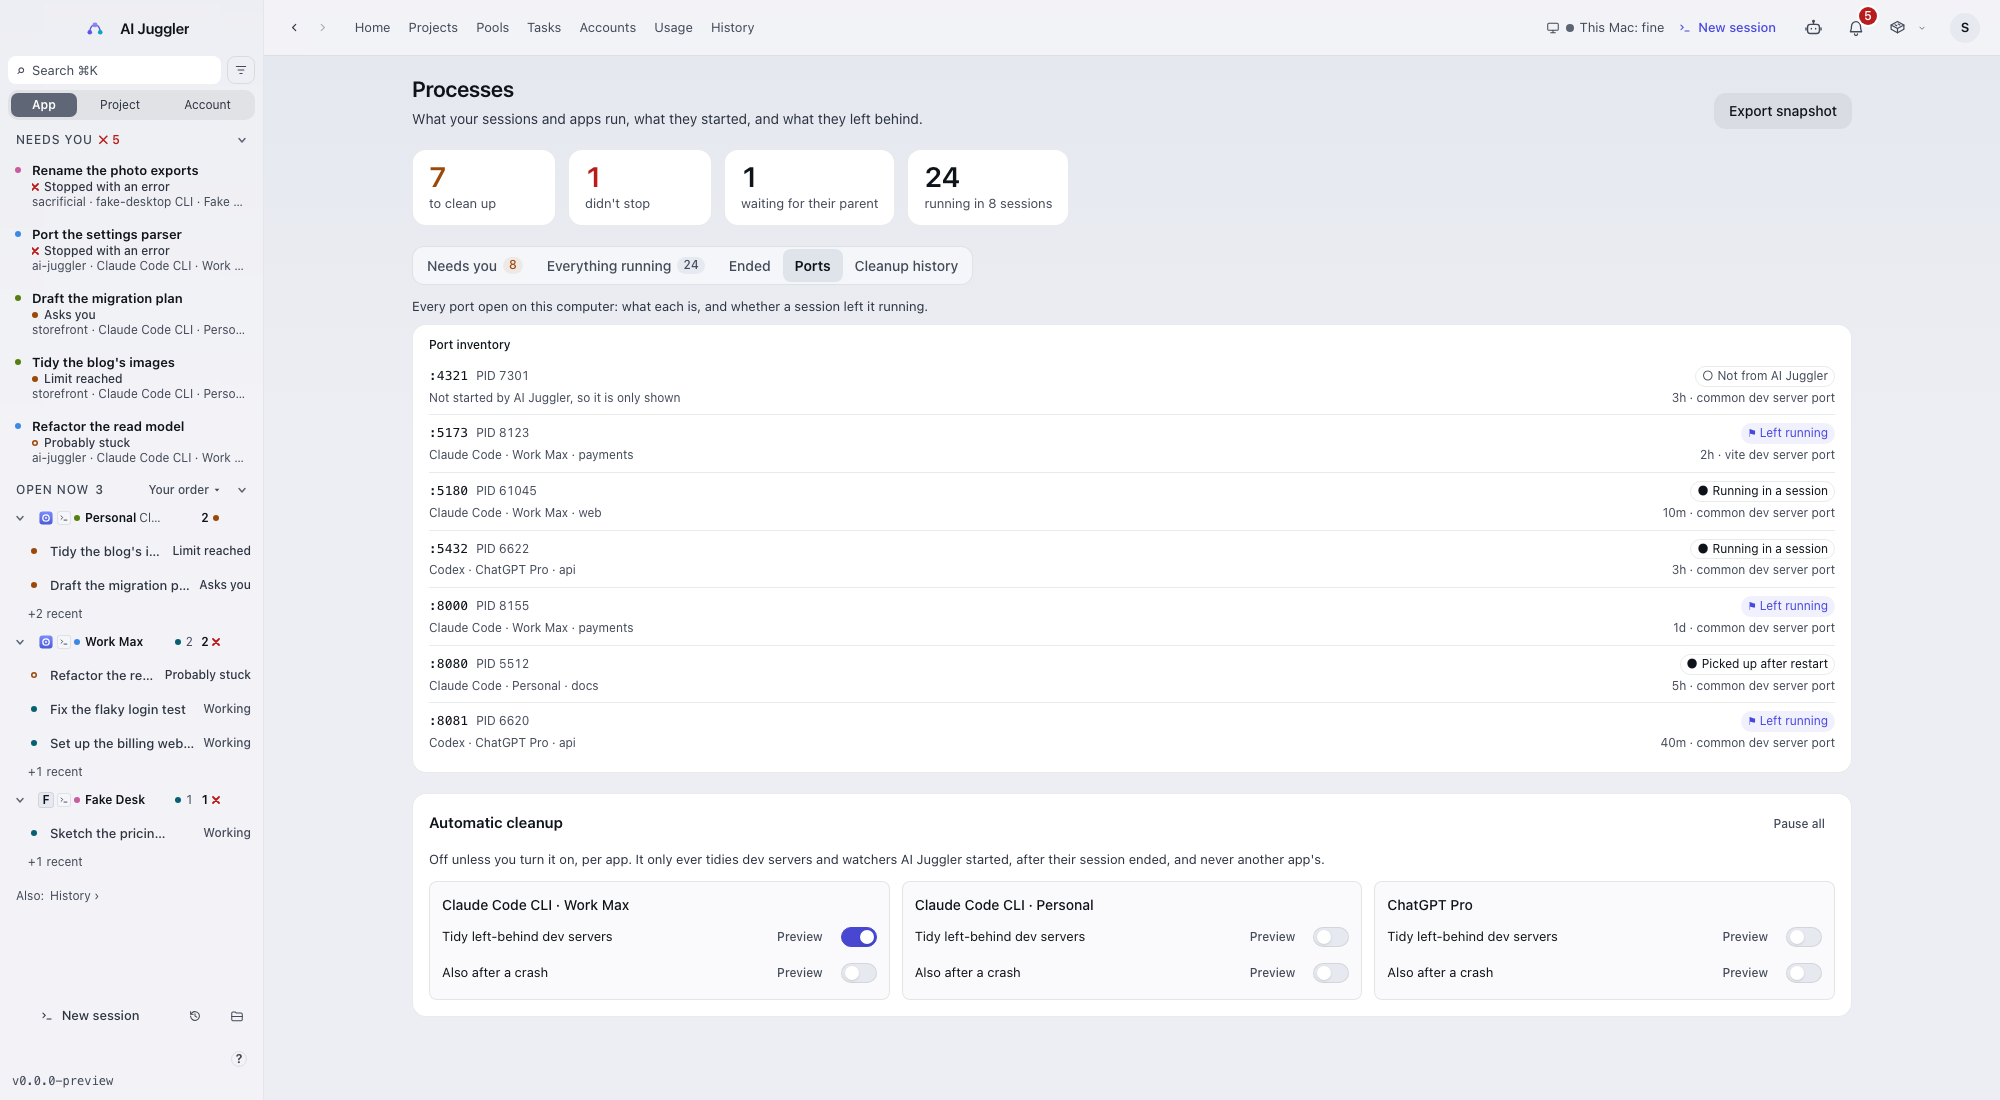 AI Juggler
Search ⌘K
App Project Account
NEEDS YOU 5
Rename the photo exports
Stopped with an error
sacrificial · fake-desktop CLI · Fake ...
Port the settings parser
Stopped with an error
ai-juggler · Claude Code CLI · Work ...
Draft the migration plan
Asks you
storefront · Claude Code CLI · Perso...
Tidy the blog's images
Limit reached
storefront · Claude Code CLI · Perso...
Refactor the read model
Probably stuck
ai-juggler · Claude Code CLI · Work ...
OPEN NOW 3 Your order
Personal Cl... 2
Tidy the blog's i... Limit reached
Draft the migration p... Asks you
+2 recent
Work Max 2 2
Refactor the re... Probably stuck
Fix the flaky login test Working
Set up the billing web... Working
+1 recent
F Fake Desk 1 1
Sketch the pricin... Working
+1 recent
Also: History ›
New session
?
v0.0.0-preview
Home Projects Pools Tasks Accounts Usage History
This Mac: fine New session 5 S
Processes
What your sessions and apps run, what they started, and what they left behind.
Export snapshot
7 to clean up
1 didn't stop
1 waiting for their parent
24 running in 8 sessions
Needs you 8 Everything running 24 Ended Ports Cleanup history
Every port open on this computer: what each is, and whether a session left it running.
Port inventory
:4321 PID 7301 Not from AI Juggler
Not started by AI Juggler, so it is only shown 3h · common dev server port
:5173 PID 8123 Left running
Claude Code · Work Max · payments 2h · vite dev server port
:5180 PID 61045 Running in a session
Claude Code · Work Max · web 10m · common dev server port
:5432 PID 6622 Running in a session
Codex · ChatGPT Pro · api 3h · common dev server port
:8000 PID 8155 Left running
Claude Code · Work Max · payments 1d · common dev server port
:8080 PID 5512 Picked up after restart
Claude Code · Personal · docs 5h · common dev server port
:8081 PID 6620 Left running
Codex · ChatGPT Pro · api 40m · common dev server port
Automatic cleanup Pause all
Off unless you turn it on, per app. It only ever tidies dev servers and watchers AI Juggler started, after their session ended, and never another app's.
Claude Code CLI · Work Max
Tidy left-behind dev servers Preview
Also after a crash Preview
Claude Code CLI · Personal
Tidy left-behind dev servers Preview
Also after a crash Preview
ChatGPT Pro
Tidy left-behind dev servers Preview
Also after a crash Preview